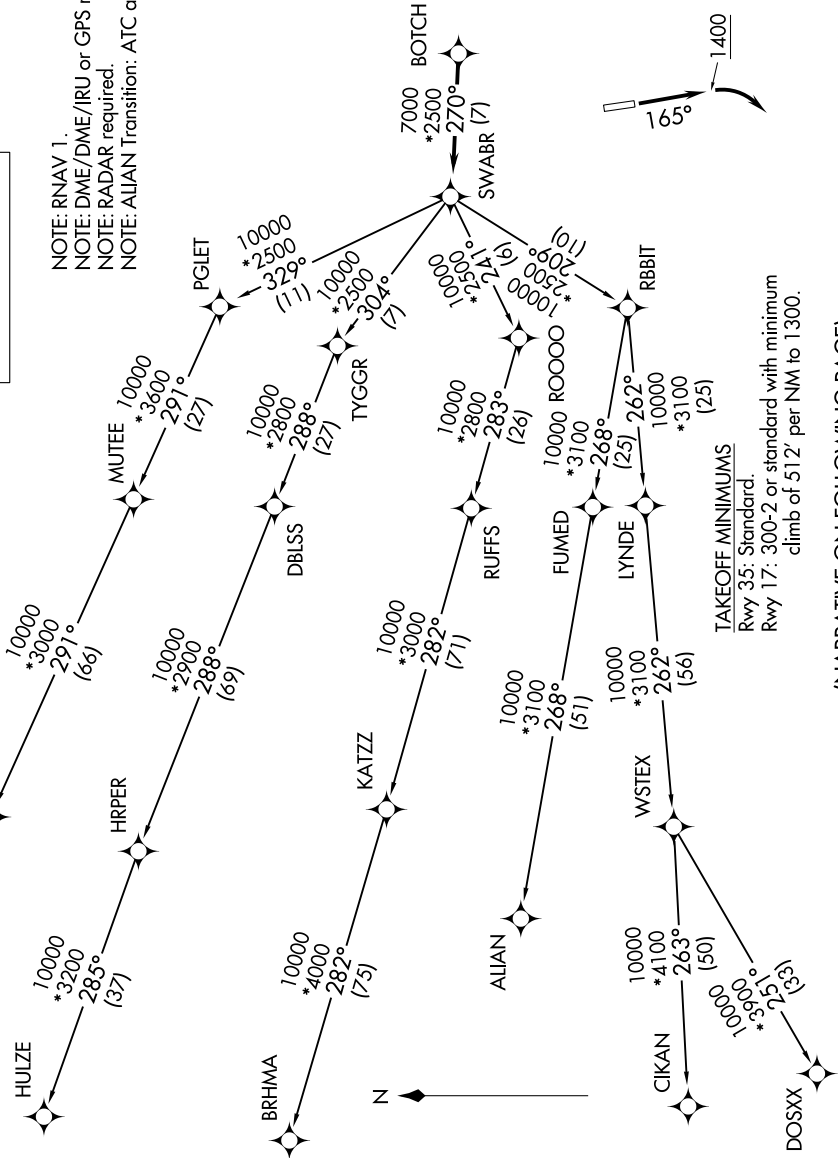 NOTE: RNAV 1.
NOTE: DME/DME/IRU or GPS
NOTE: RADAR required.
NOTE: ALIAN Transition: ATC
BOTCH
7000
*2500
270°
(7)
SWABR
1400
165°
PGLET
10000
*2500
329°
(11)
10000
*2500
304°
(7)
TYGGR
10000
*2500
241°
(6)
ROOOO
10000
*2500
209°
(10)
RBBIT
MUTEE
10000
*3600
291°
(27)
10000
*2800
288°
(27)
DBLSS
10000
*2800
283°
(26)
RUFFS
10000
*3100
268°
(25)
FUMED
262°
10000
*3100
(25)
LYNDE
10000
*3000
291°
(66)
10000
*2900
288°
(69)
HRPER
10000
*3000
282°
(71)
KATZZ
10000
*3100
268°
(51)
ALIAN
10000
*3100
262°
(56)
WSTEX
10000
*3200
285°
(37)
HULZE
10000
*4000
282°
(75)
BRHMA
N
10000
*4100
263°
(50)
CIKAN
10000
*3900
251°
(33)
DOSXX
TAKEOFF MINIMUMS
Rwy 35: Standard.
Rwy 17: 300-2 or standard with minimum
climb of 512' per NM to 1300.